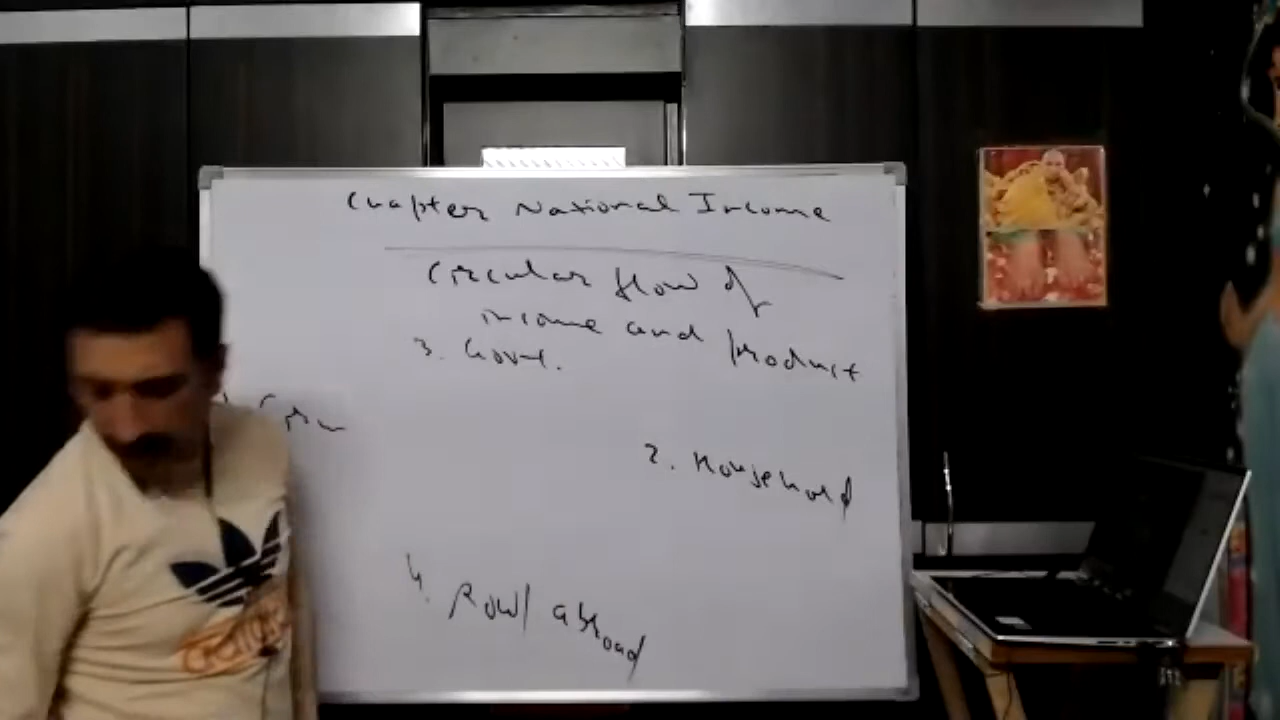 Chapter National Income
Circular flow of
income and product
3. Govt.
2. Household
4. ROW/ abroad